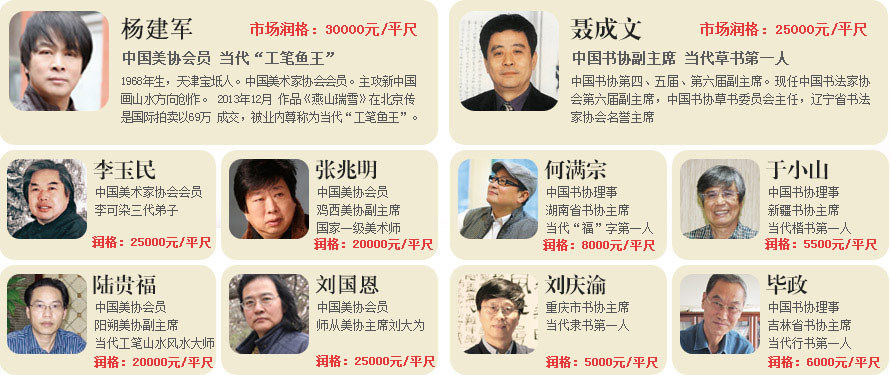 杨建军 市场润格：30000元/平尺
中国美协会员 当代“工笔鱼王”
1968年生，天津宝坻人。中国美术家协会会员。主攻新中国
画山水方向创作。 2013年12月 作品《燕山瑞雪》在北京传
是国际拍卖以69万 成交，被业内尊称为当代“工笔鱼王”。
聂成文 市场润格：25000元/平尺
中国书协副主席 当代草书第一人
中国书协第四、五届、第六届副主席。现任中国书法家协
会第六届副主席，中国书协草书委员会主任，辽宁省书法
家协会名誉主席
李玉民
中国美术家协会会员
李可染三代弟子
润格：25000元/平尺
张兆明
中国美协会员
鸡西美协副主席
国家一级美术师
润格：20000元/平尺
何满宗
中国书协理事
湖南省书协主席
当代“福”字第一人
润格：8000元/平尺
于小山
中国书协理事
新疆书协主席
当代楷书第一人
润格：5500元/平尺
陆贵福
中国美协会员
阳朔美协副主席
当代工笔山水风水大师
润格：20000元/平尺
刘国恩
中国美协会员
师从美协主席刘大为
润格：25000元/平尺
刘庆渝
重庆市书协主席
当代隶书第一人
润格：5000元/平尺
毕政
中国书协理事
吉林省书协主席
当代行书第一人
润格：6000元/平尺